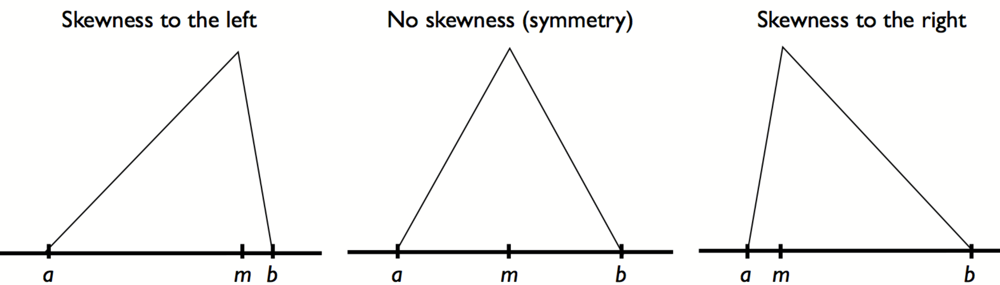 Skewness to the left
No skewness (symmetry)
Skewness to the right
a m b
a m b
a m b